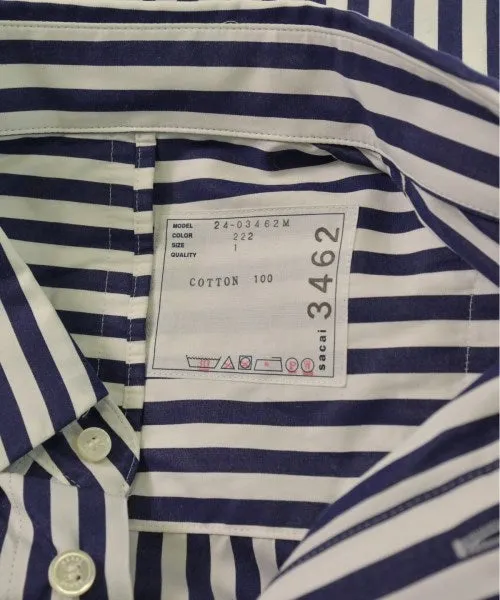 MODEL 24-03462M
COLOR 222
SIZE 1
QUALITY
COTTON 100
sacai 3462